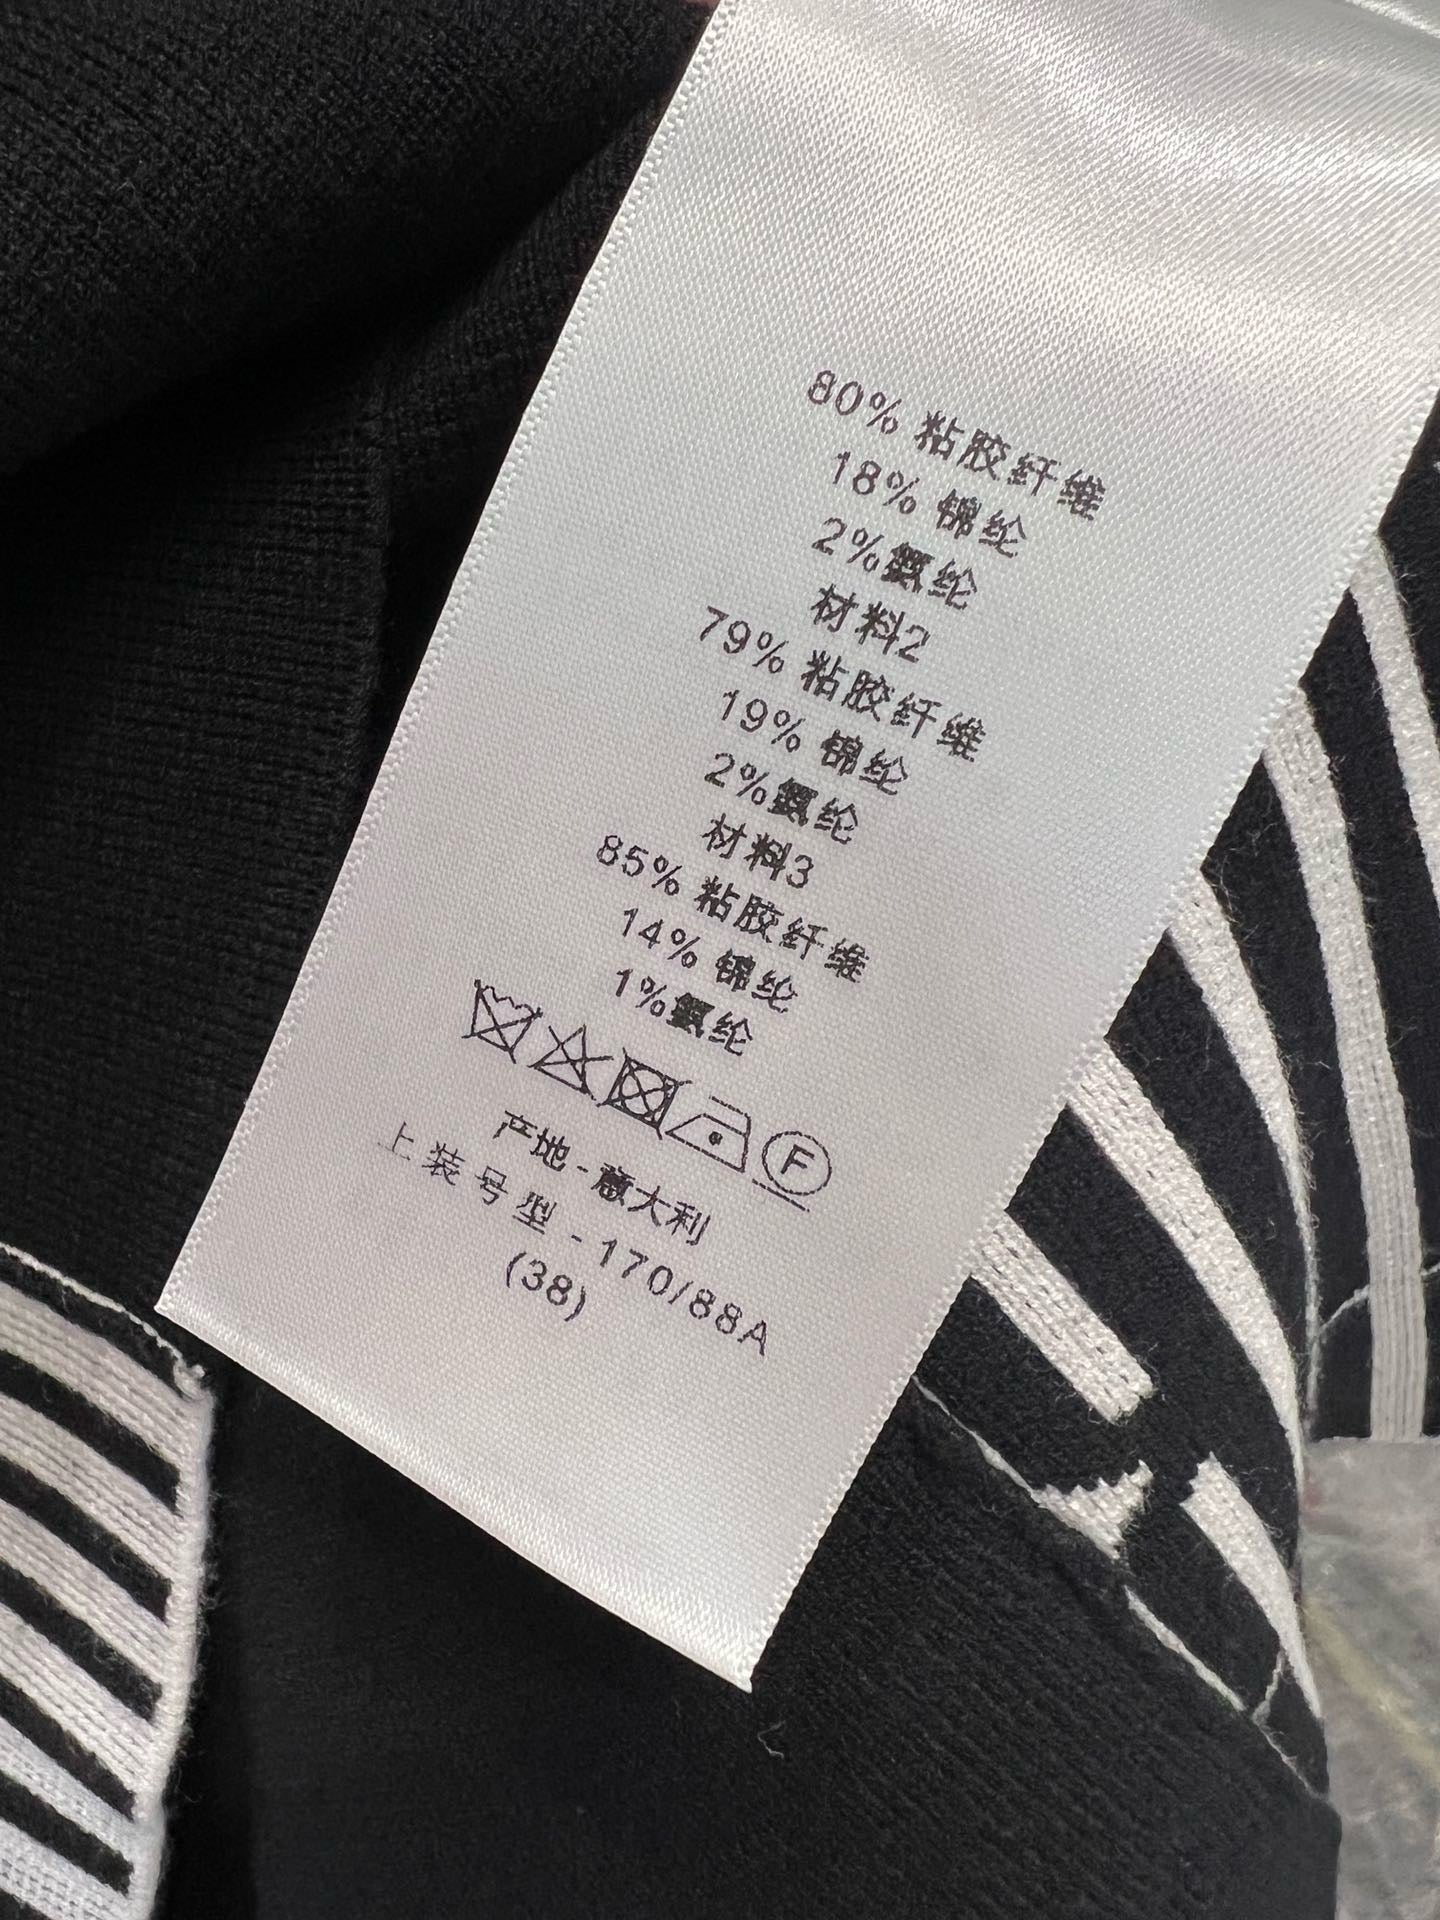 80% 粘胶纤维
18% 锦纶
2%氨纶
材料2
79% 粘胶纤维
19% 锦纶
2%氨纶
材料3
85% 粘胶纤维
14% 锦纶
1%氨纶
F
产地-意大利
上装号型-170/88A
(38)